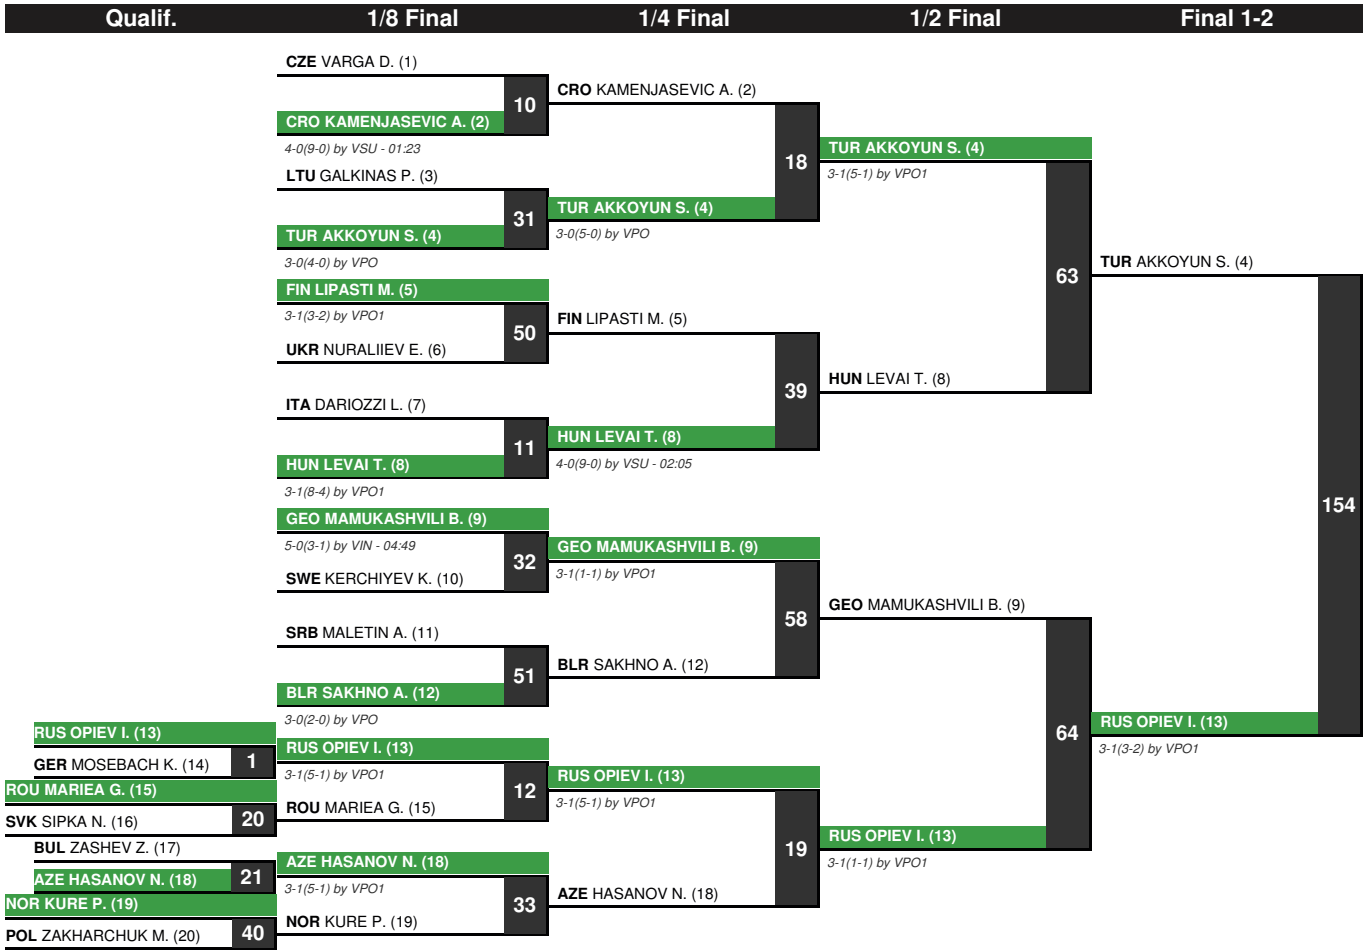 Qualif. 1/8 Final 1/4 Final 1/2 Final Final 1-2
RUS OPIEV I. (13)
1
GER MOSEBACH K. (14)
ROU MARIEA G. (15)
20
SVK SIPKA N. (16)
BUL ZASHEV Z. (17)
21
AZE HASANOV N. (18)
NOR KURE P. (19)
40
POL ZAKHARCHUK M. (20)
CZE VARGA D. (1)
10
CRO KAMENJASEVIC A. (2)
4-0(9-0) by VSU - 01:23
LTU GALKINAS P. (3)
31
TUR AKKOYUN S. (4)
3-0(4-0) by VPO
FIN LIPASTI M. (5)
3-1(3-2) by VPO1
50
UKR NURALIIEV E. (6)
ITA DARIOZZI L. (7)
11
HUN LEVAI T. (8)
3-1(8-4) by VPO1
GEO MAMUKASHVILI B. (9)
5-0(3-1) by VIN - 04:49
32
SWE KERCHIYEV K. (10)
SRB MALETIN A. (11)
51
BLR SAKHNO A. (12)
3-0(2-0) by VPO
RUS OPIEV I. (13)
3-1(5-1) by VPO1
12
ROU MARIEA G. (15)
AZE HASANOV N. (18)
3-1(5-1) by VPO1
33
NOR KURE P. (19)
CRO KAMENJASEVIC A. (2)
18
TUR AKKOYUN S. (4)
3-0(5-0) by VPO
FIN LIPASTI M. (5)
39
HUN LEVAI T. (8)
4-0(9-0) by VSU - 02:05
GEO MAMUKASHVILI B. (9)
3-1(1-1) by VPO1
58
BLR SAKHNO A. (12)
RUS OPIEV I. (13)
3-1(5-1) by VPO1
19
AZE HASANOV N. (18)
TUR AKKOYUN S. (4)
3-1(5-1) by VPO1
63
HUN LEVAI T. (8)
GEO MAMUKASHVILI B. (9)
64
RUS OPIEV I. (13)
3-1(1-1) by VPO1
TUR AKKOYUN S. (4)
154
RUS OPIEV I. (13)
3-1(3-2) by VPO1